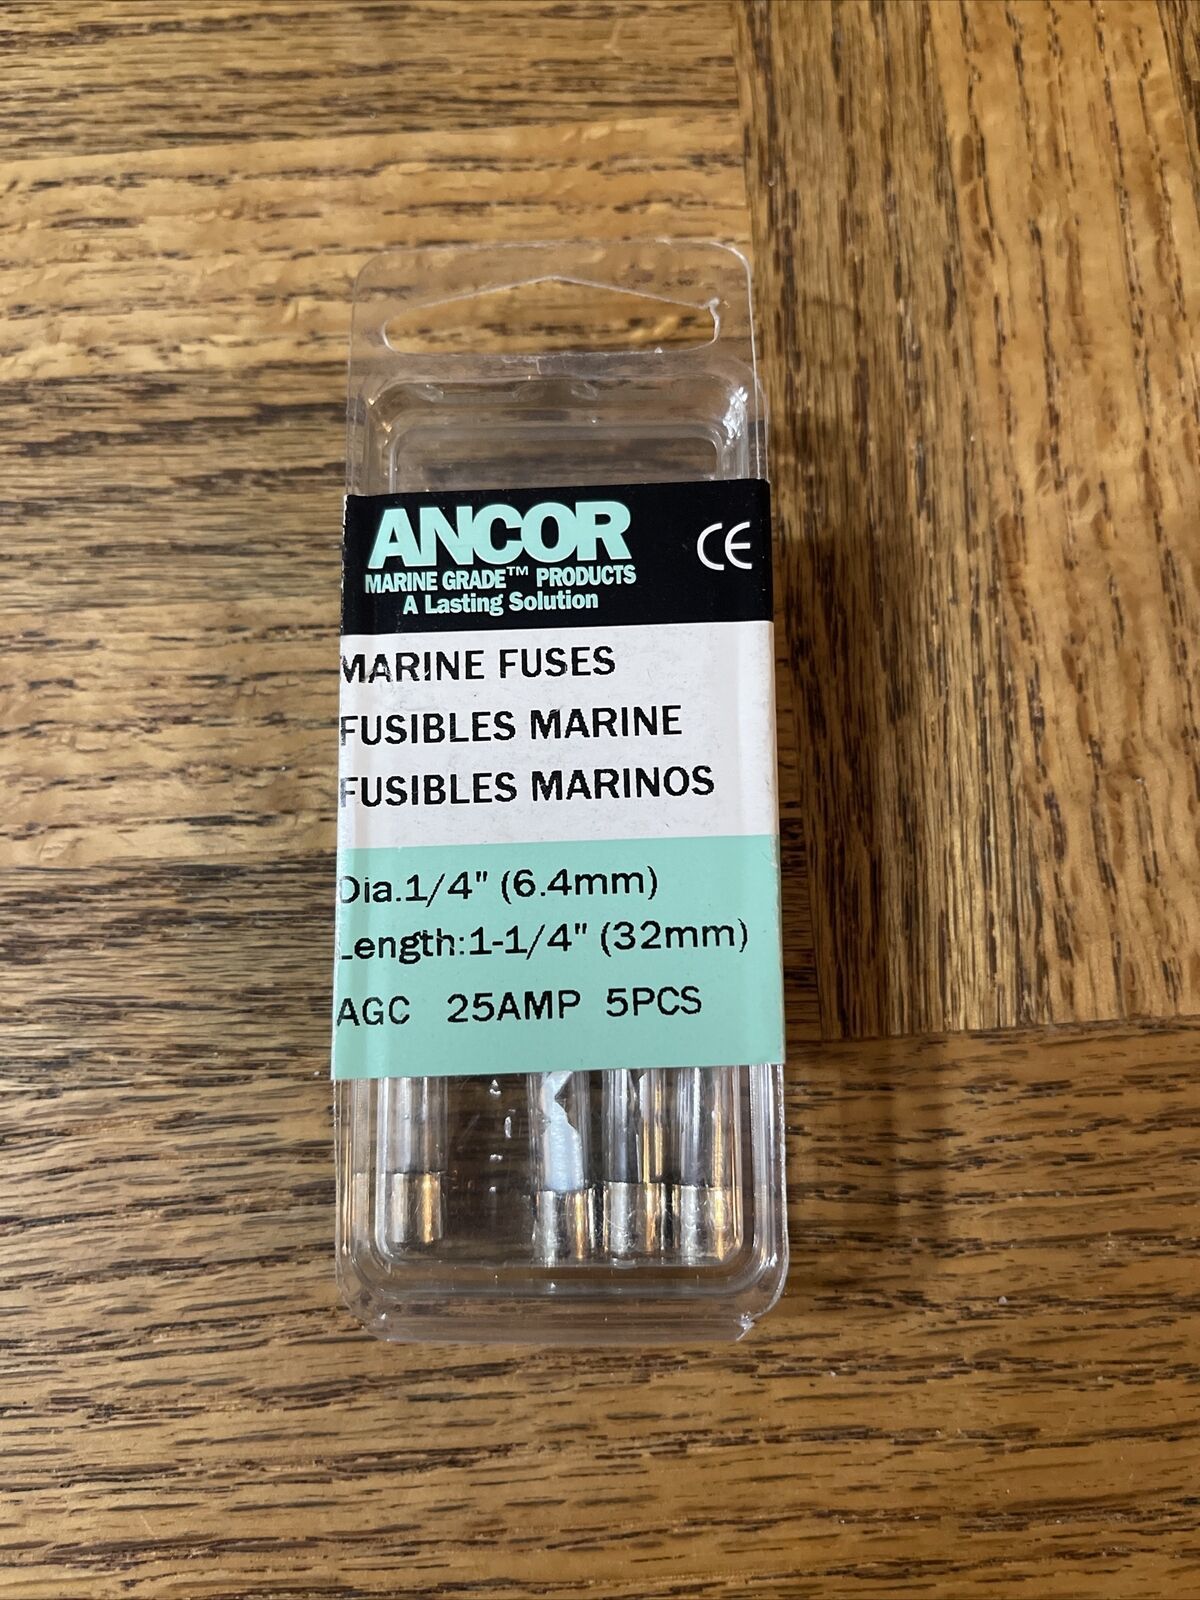 ANCOR
CE
MARINE GRADE™ PRODUCTS
A Lasting Solution
MARINE FUSES
FUSIBLES MARINE
FUSIBLES MARINOS
Dia.1/4" (6.4mm)
Length:1-1/4" (32mm)
AGC 25AMP 5PCS